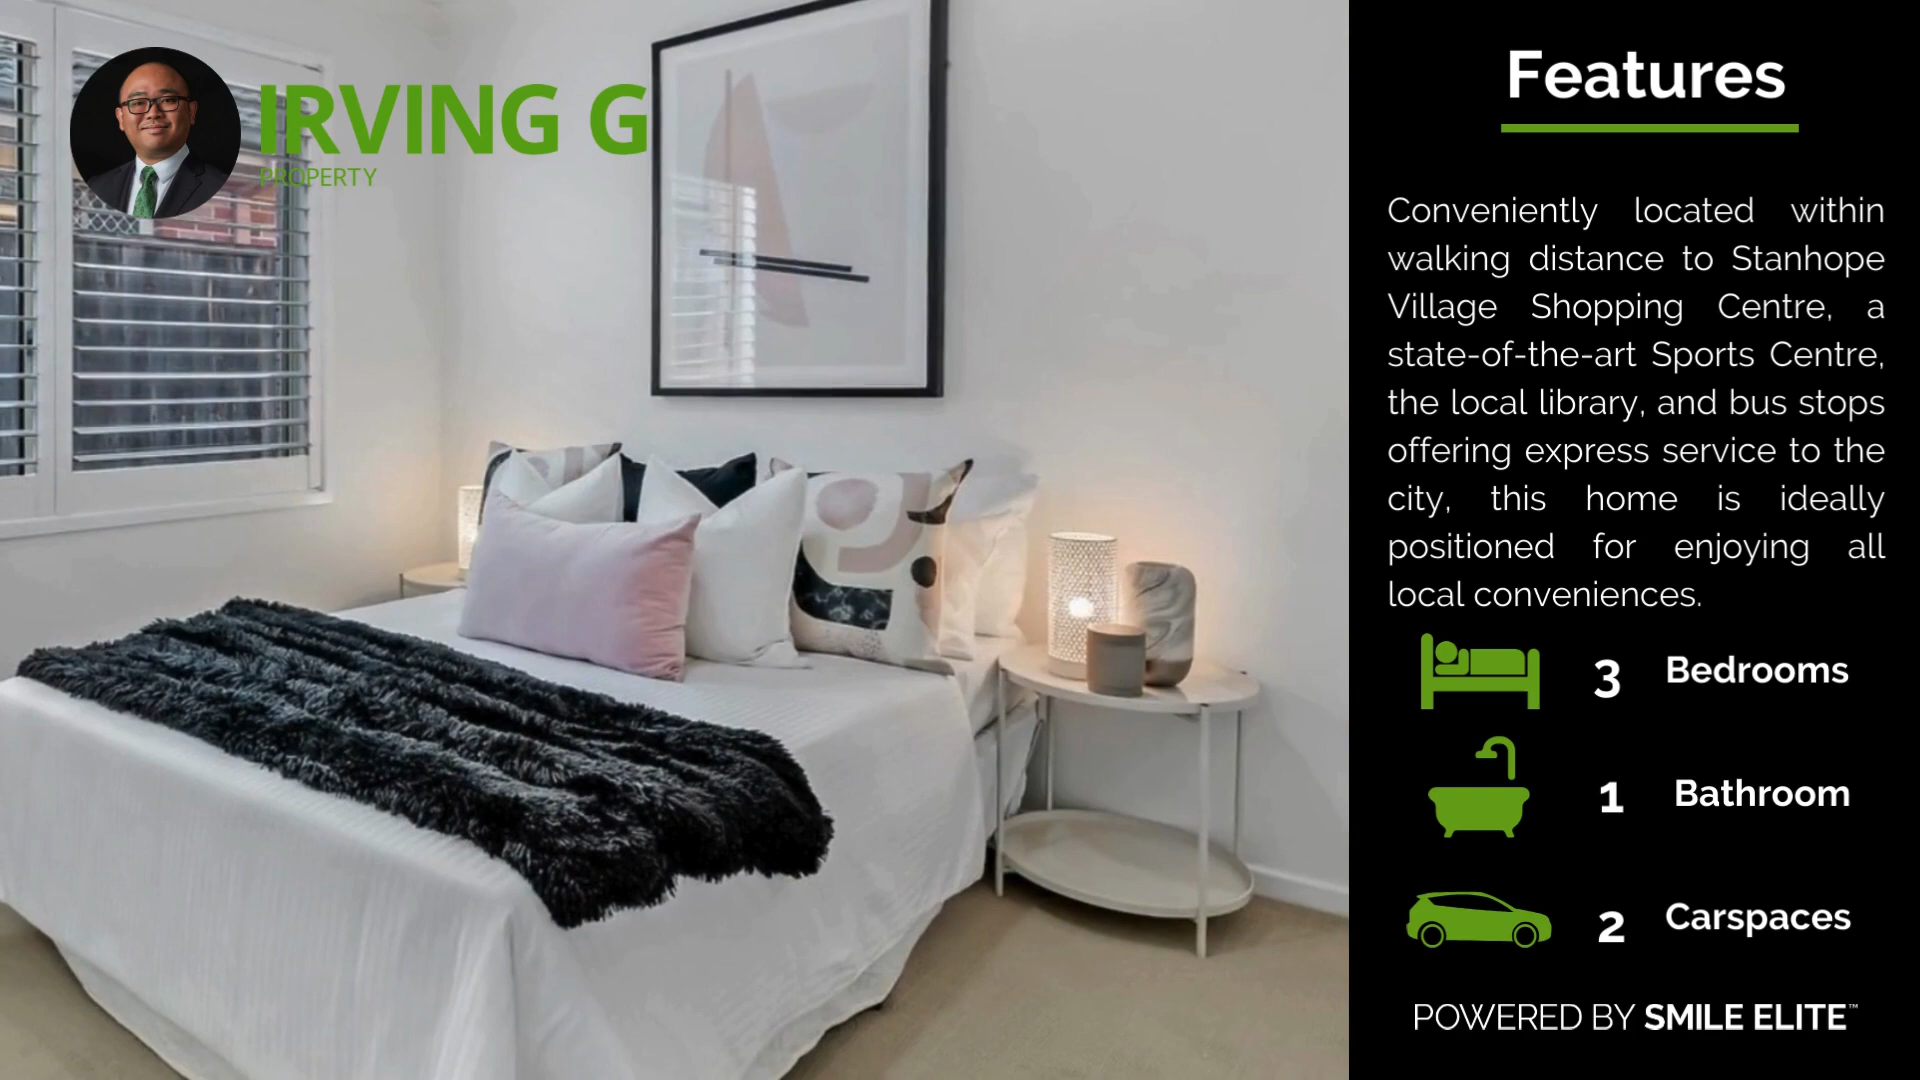 IRVING G
PROPERTY
Features
Conveniently located within
walking distance to Stanhope
Village Shopping Centre, a
state-of-the-art Sports Centre,
the local library, and bus stops
offering express service to the
city, this home is ideally
positioned for enjoying all
local conveniences.
3 Bedrooms
1 Bathroom
2 Carspaces
POWERED BY SMILE ELITE™